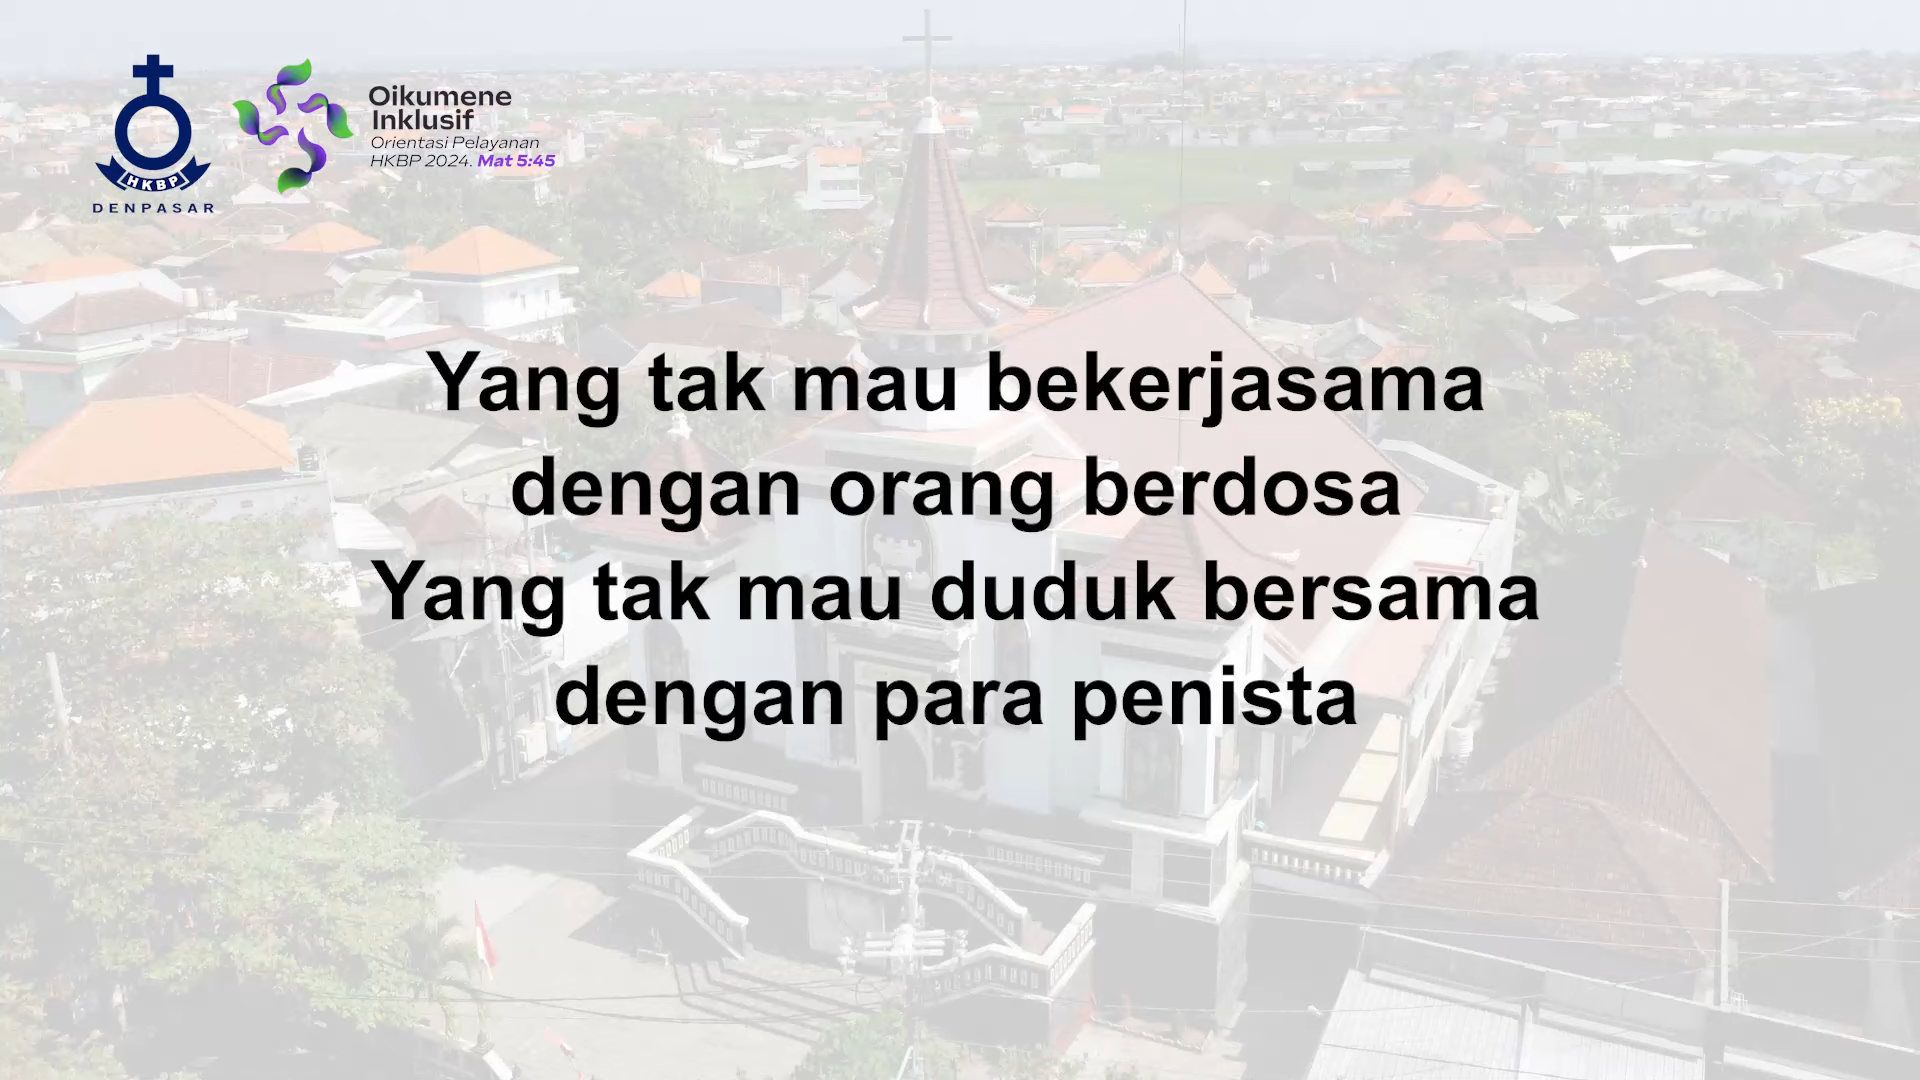 HKBP
DENPASAR
Oikumene
Inklusif
Orientasi Pelayanan
HKBP 2024. Mat 5:45
Yang tak mau bekerjasama
dengan orang berdosa
Yang tak mau duduk bersama
dengan para penista